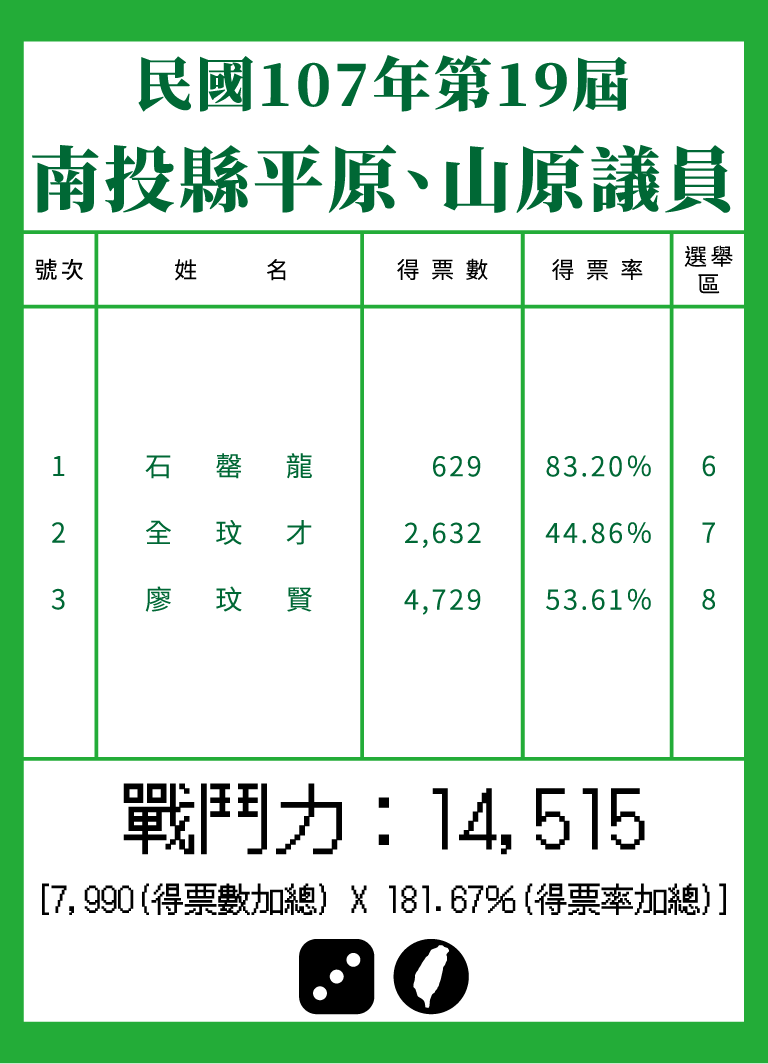 民國107年第19屆
南投縣平原、山原議員
號次 姓名 得票數 得票率 選舉區
1 石罄龍 629 83.20% 6
2 全玟才 2,632 44.86% 7
3 廖玟賢 4,729 53.61% 8
戰鬥力:14,515
[7,990(得票數加總) X 181.67%(得票率加總)]